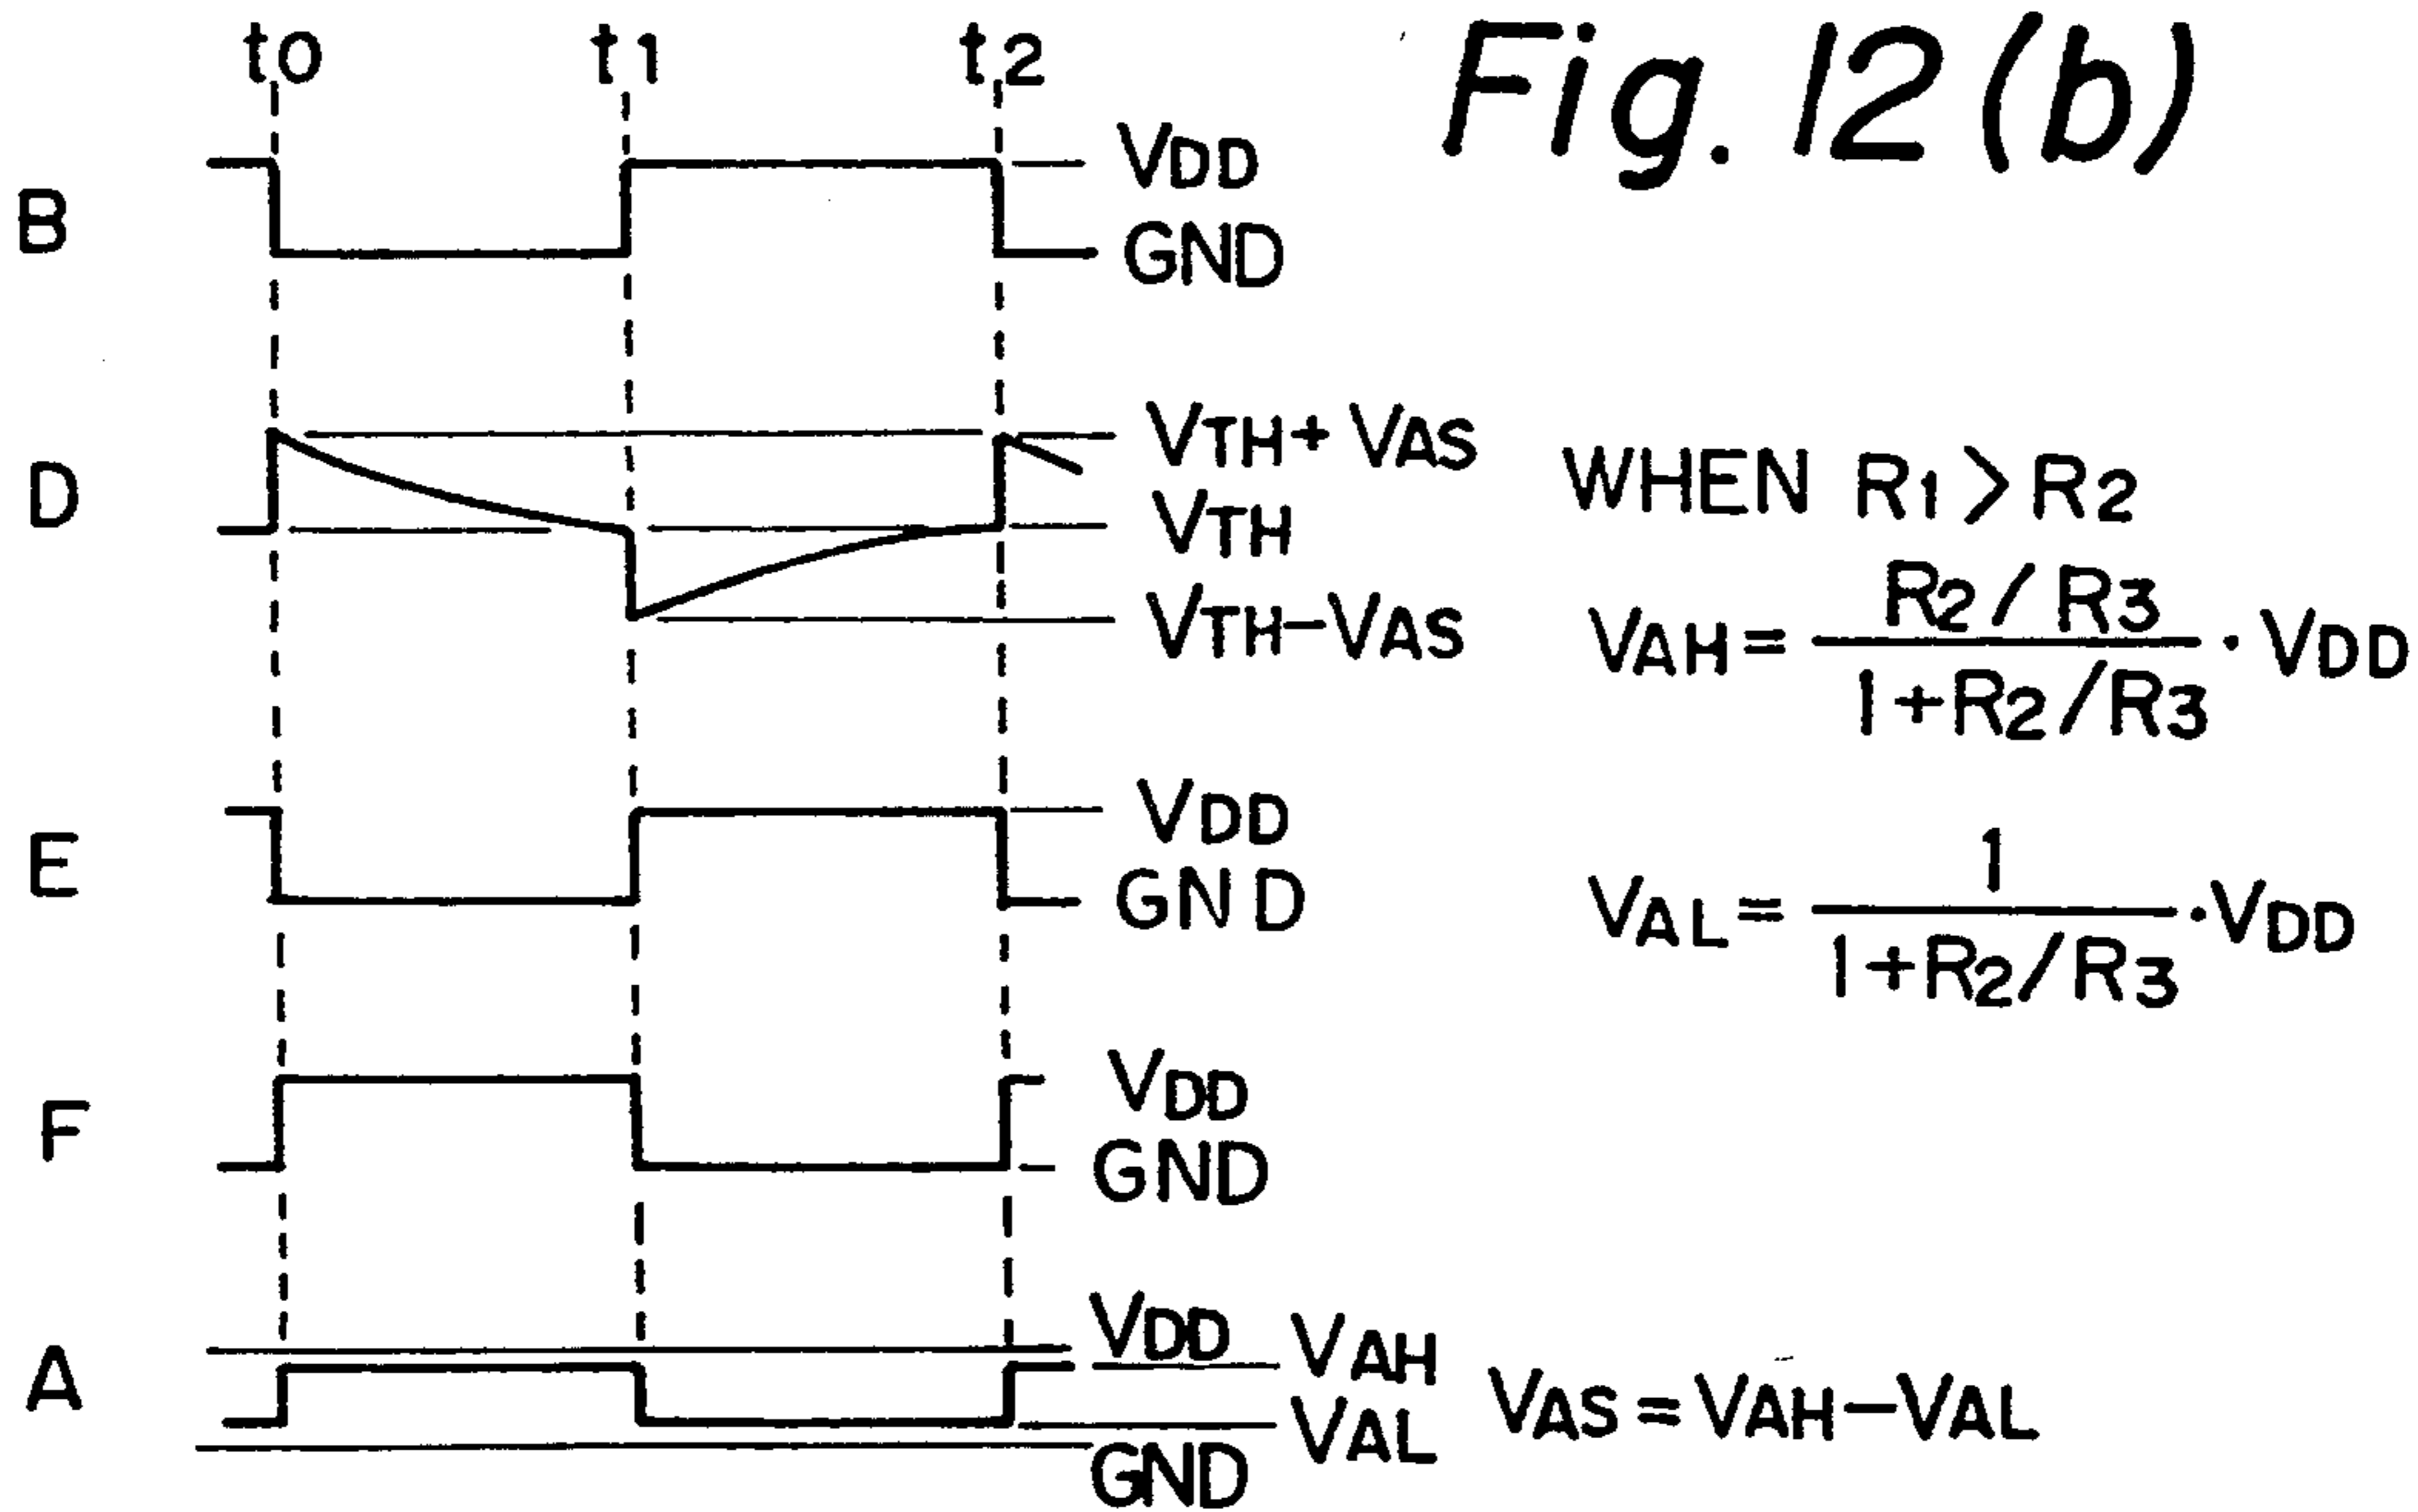 t0 t1 t2
Fig. 12(b)
B
VDD
GND
D
VTH+VAS
VTH
VTH-VAS
WHEN R1>R2
VAH = R2/R3 / 1+R2/R3 · VDD
E
VDD
GND
VAL = 1 / 1+R2/R3 · VDD
F
VDD
GND
A
VDD
VAH
VAL
GND
VAS = VAH-VAL